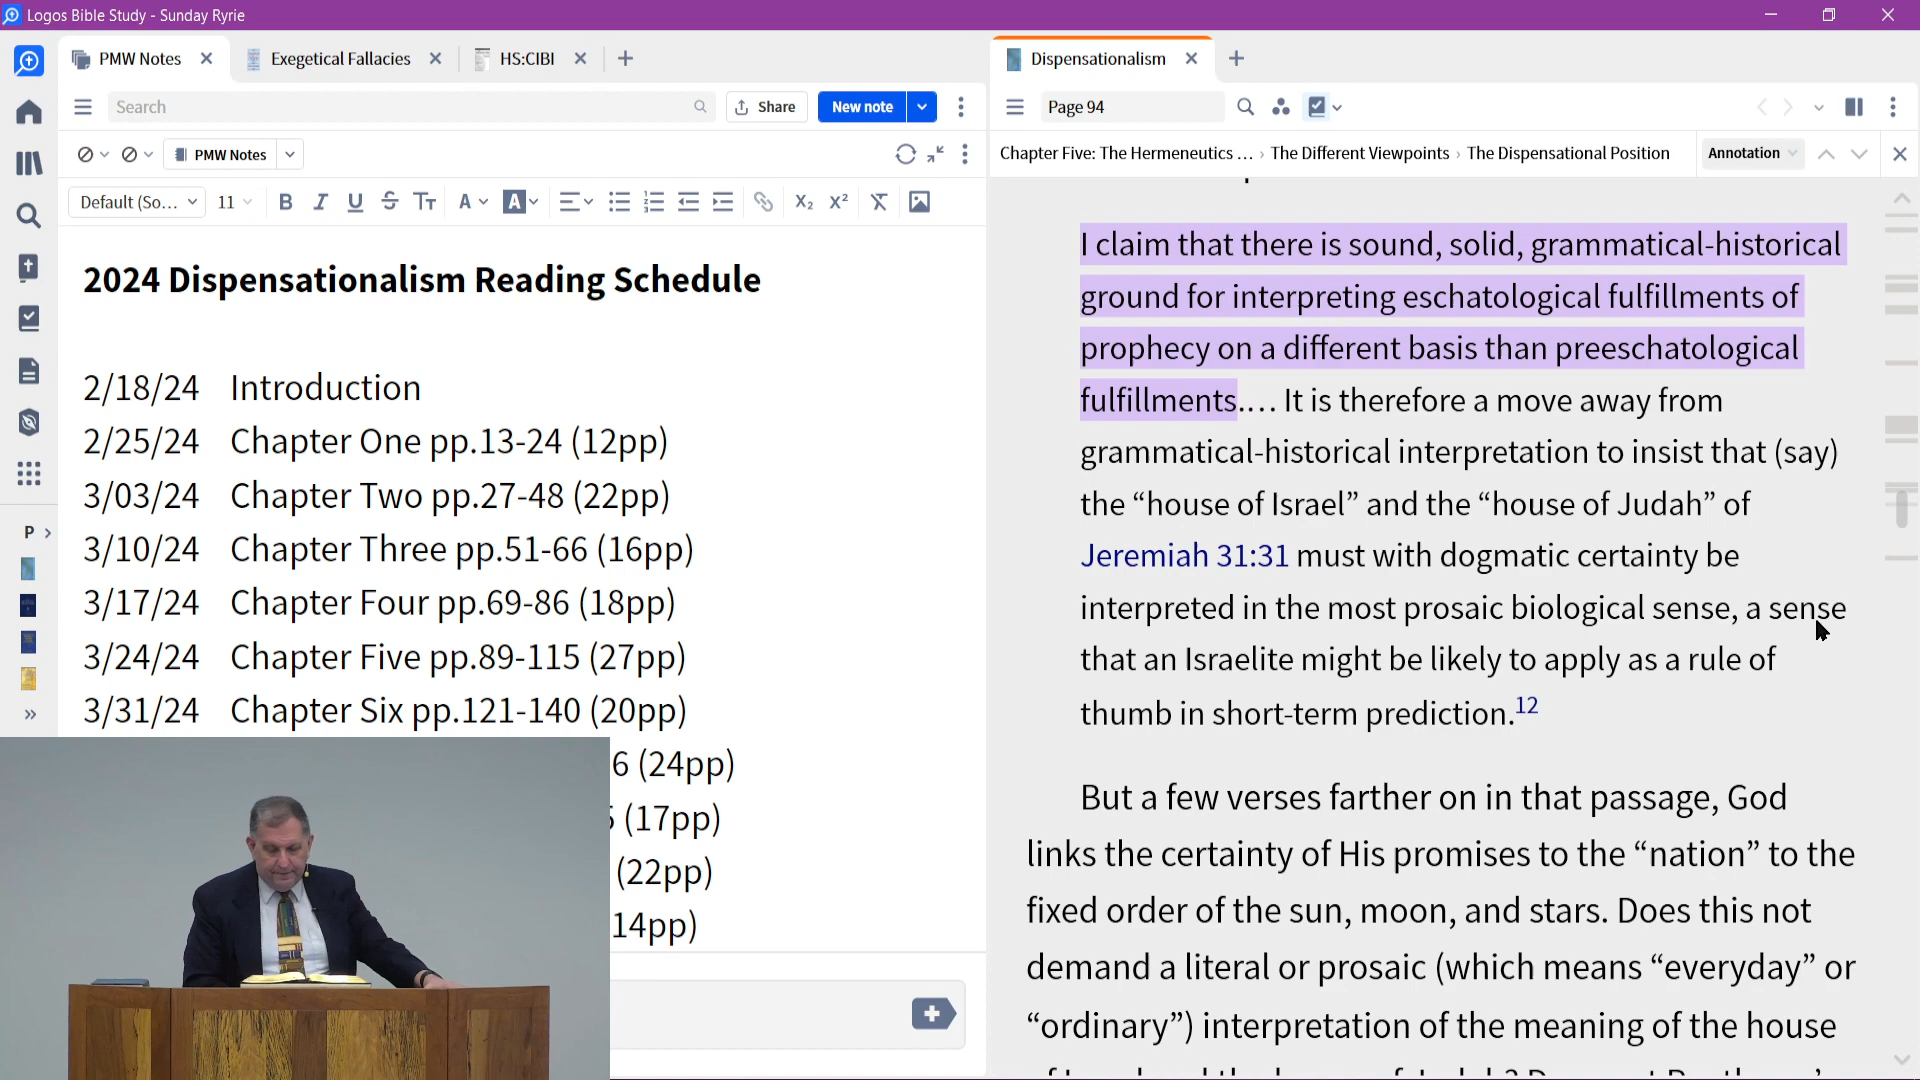 Logos Bible Study - Sunday Ryrie
PMW Notes
Exegetical Fallacies
HS:CIBI
Search
Share
New note
PMW Notes
Default (So...
11
B I U S Tт A A X₂ X²
2024 Dispensationalism Reading Schedule
2/18/24 Introduction
2/25/24 Chapter One pp.13-24 (12pp)
3/03/24 Chapter Two pp.27-48 (22pp)
3/10/24 Chapter Three pp.51-66 (16pp)
3/17/24 Chapter Four pp.69-86 (18pp)
3/24/24 Chapter Five pp.89-115 (27pp)
3/31/24 Chapter Six pp.121-140 (20pp)
6 (24pp)
(17pp)
(22pp)
14pp)
P
Dispensationalism
Page 94
Chapter Five: The Hermeneutics ... › The Different Viewpoints › The Dispensational Position
Annotation
I claim that there is sound, solid, grammatical-historical
ground for interpreting eschatological fulfillments of
prophecy on a different basis than preeschatological
fulfillments.… It is therefore a move away from
grammatical-historical interpretation to insist that (say)
the “house of Israel” and the “house of Judah” of
Jeremiah 31:31 must with dogmatic certainty be
interpreted in the most prosaic biological sense, a sense
that an Israelite might be likely to apply as a rule of
thumb in short-term prediction.12
But a few verses farther on in that passage, God
links the certainty of His promises to the “nation” to the
fixed order of the sun, moon, and stars. Does this not
demand a literal or prosaic (which means “everyday” or
“ordinary”) interpretation of the meaning of the house